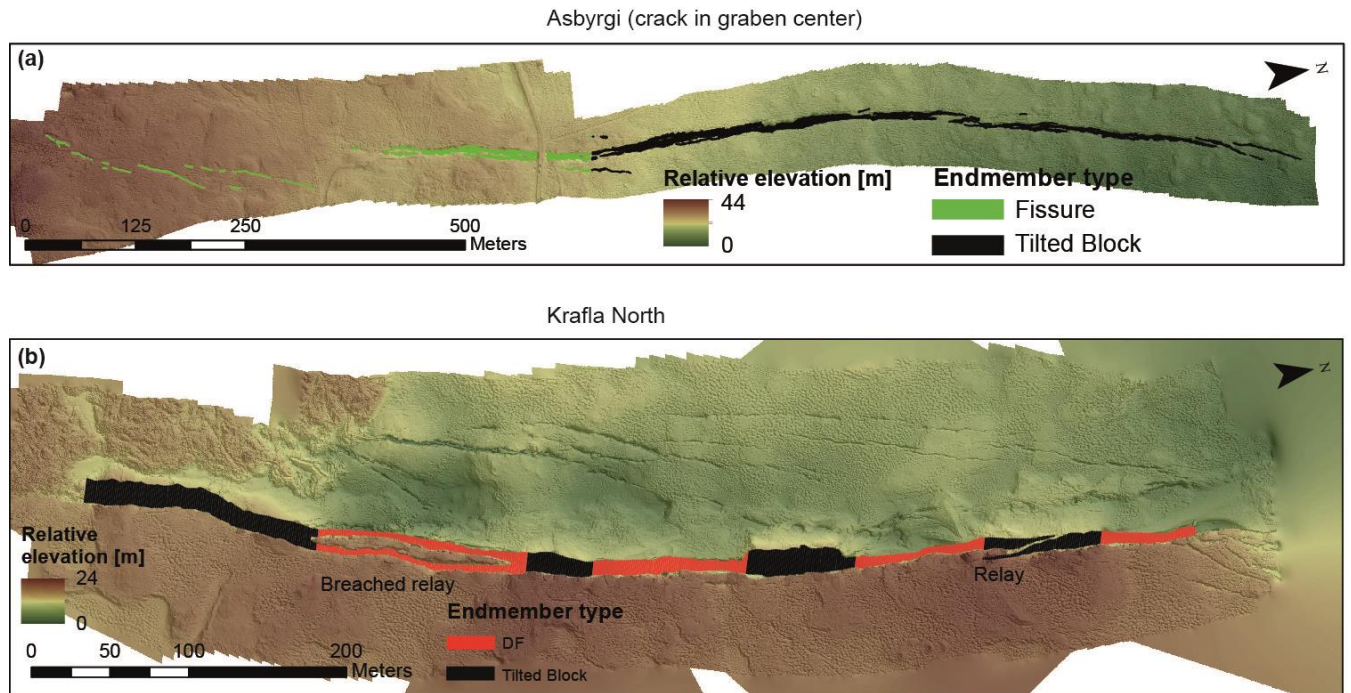 Asbyrgi (crack in graben center)
(a)
N
Relative elevation [m]
44
0
Endmember type
Fissure
Tilted Block
0 125 250 500
Meters
Krafla North
(b)
N
Relative
elevation [m]
24
0
Breached relay
Relay
Endmember type
DF
Tilted Block
0 50 100 200
Meters